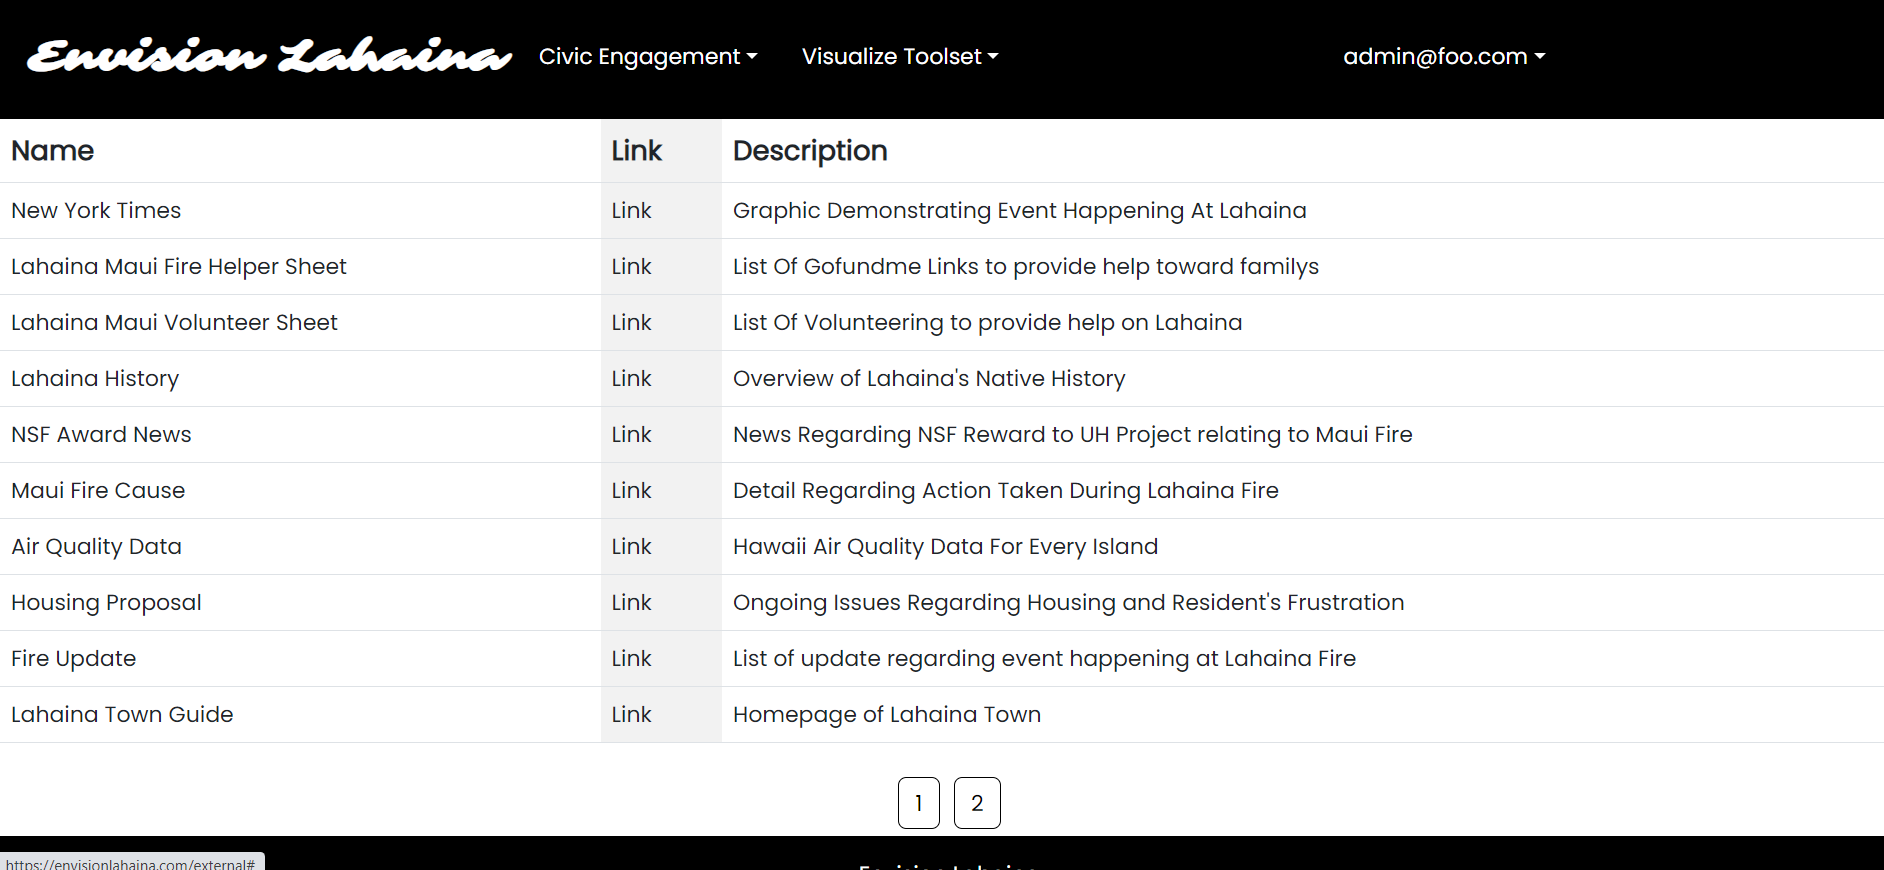 Envision Lahaina Civic Engagement Visualize Toolset admin@foo.com
Name Link Description
New York Times Link Graphic Demonstrating Event Happening At Lahaina
Lahaina Maui Fire Helper Sheet Link List Of Gofundme Links to provide help toward familys
Lahaina Maui Volunteer Sheet Link List Of Volunteering to provide help on Lahaina
Lahaina History Link Overview of Lahaina's Native History
NSF Award News Link News Regarding NSF Reward to UH Project relating to Maui Fire
Maui Fire Cause Link Detail Regarding Action Taken During Lahaina Fire
Air Quality Data Link Hawaii Air Quality Data For Every Island
Housing Proposal Link Ongoing Issues Regarding Housing and Resident's Frustration
Fire Update Link List of update regarding event happening at Lahaina Fire
Lahaina Town Guide Link Homepage of Lahaina Town
1 2
https://envisionlahaina.com/external#
Envision Lahaina